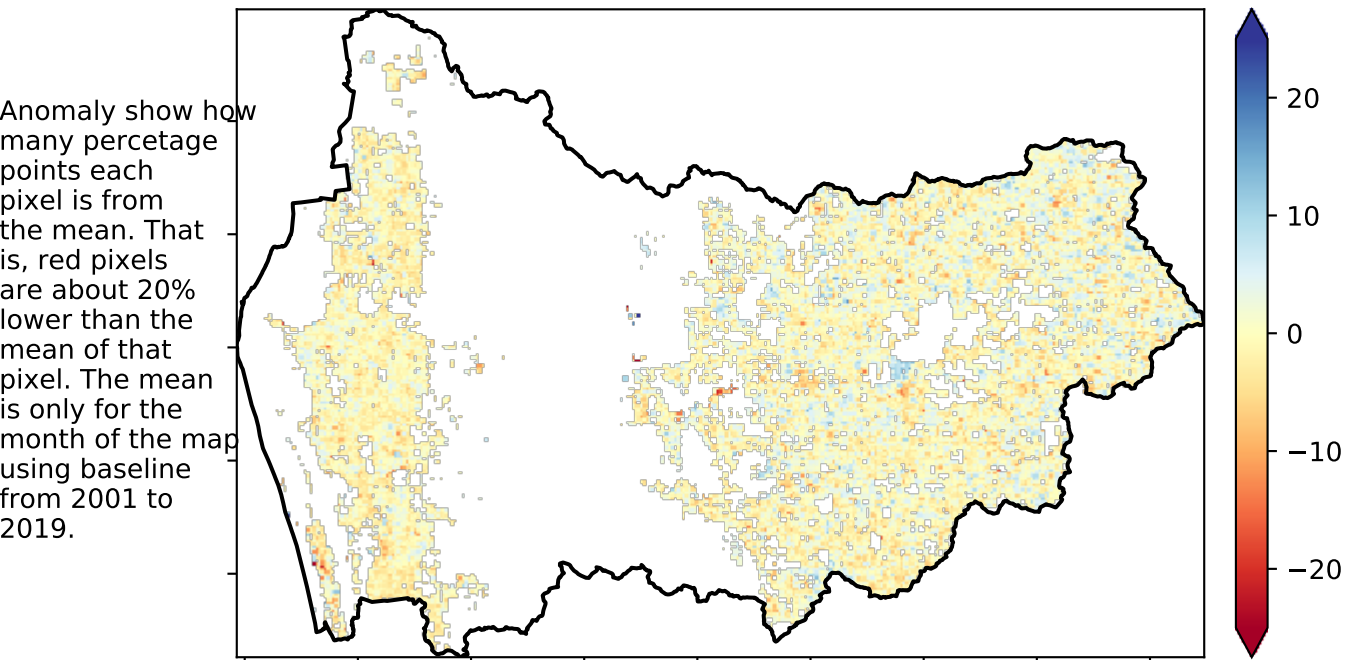 Anomaly show how
many percetage
points each
pixel is from
the mean. That
is, red pixels
are about 20%
lower than the
mean of that
pixel. The mean
is only for the
month of the map
using baseline
from 2001 to
2019.
20
10
0
−10
−20